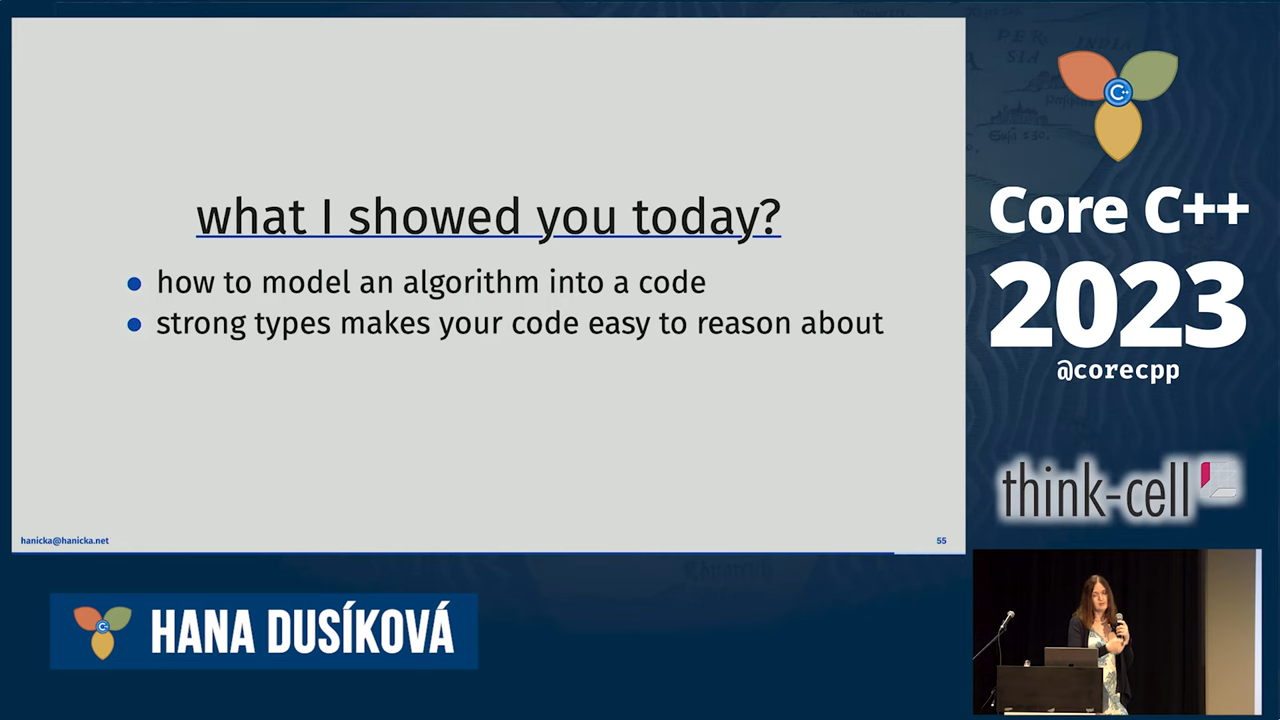 what I showed you today?
how to model an algorithm into a code
strong types makes your code easy to reason about
hanicka@hanicka.net
55
HANA DUSÍKOVÁ
C++
Core C++
2023
@corecpp
think-cell